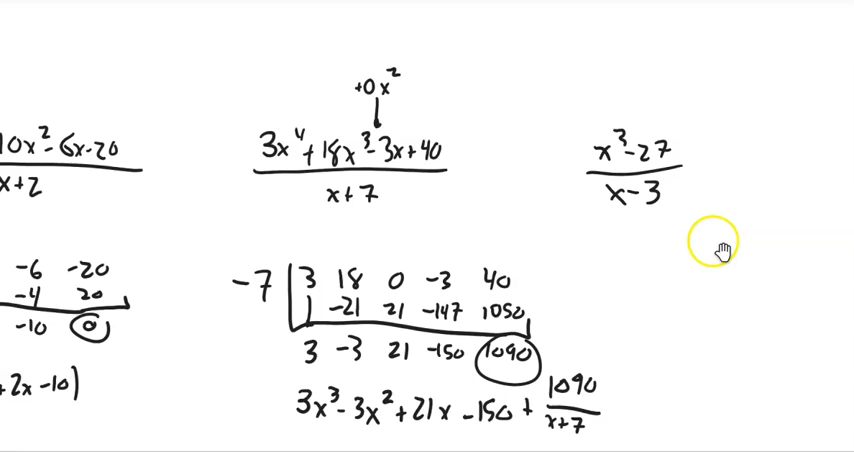 +0x²
10x²-6x-20
x+2
3x⁴+18x³-3x+40
x+7
x³-27
x-3
-6 -20
-4 20
-10 0
+2x-10)
-7 | 3 18 0 -3 40
-21 21 -147 1050
3 -3 21 -150 1090
3x³-3x²+21x-150+ 1090
x+7